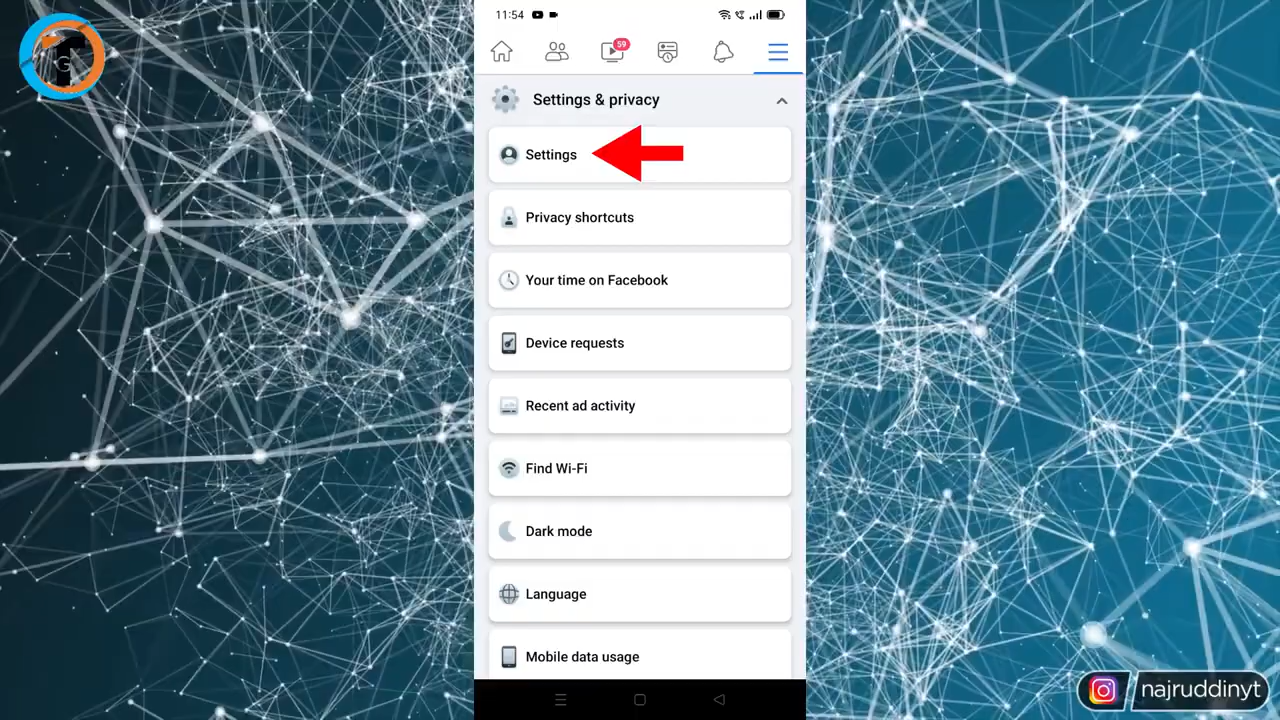 11:54
59
Settings & privacy
Settings
Privacy shortcuts
Your time on Facebook
Device requests
Recent ad activity
Find Wi-Fi
Dark mode
Language
Mobile data usage
TG
najruddinyt